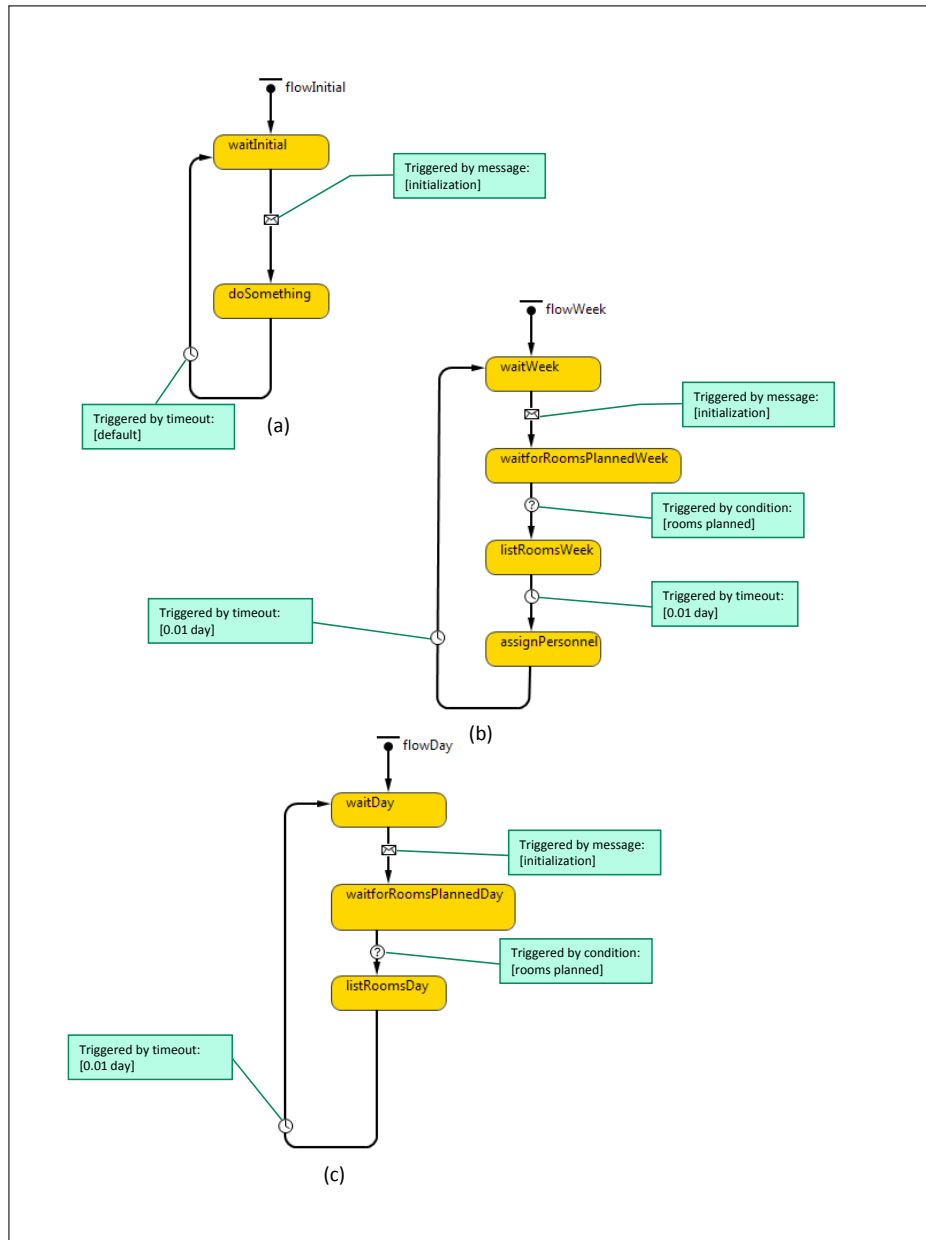 flowInitial
waitInitial
Triggered by message:
[initialization]
doSomething
Triggered by timeout:
[default]
(a)
flowWeek
waitWeek
Triggered by message:
[initialization]
waitforRoomsPlannedWeek
Triggered by condition:
[rooms planned]
listRoomsWeek
Triggered by timeout:
[0.01 day]
Triggered by timeout:
[0.01 day]
assignPersonnel
(b)
flowDay
waitDay
Triggered by message:
[initialization]
waitforRoomsPlannedDay
Triggered by condition:
[rooms planned]
listRoomsDay
Triggered by timeout:
[0.01 day]
(c)